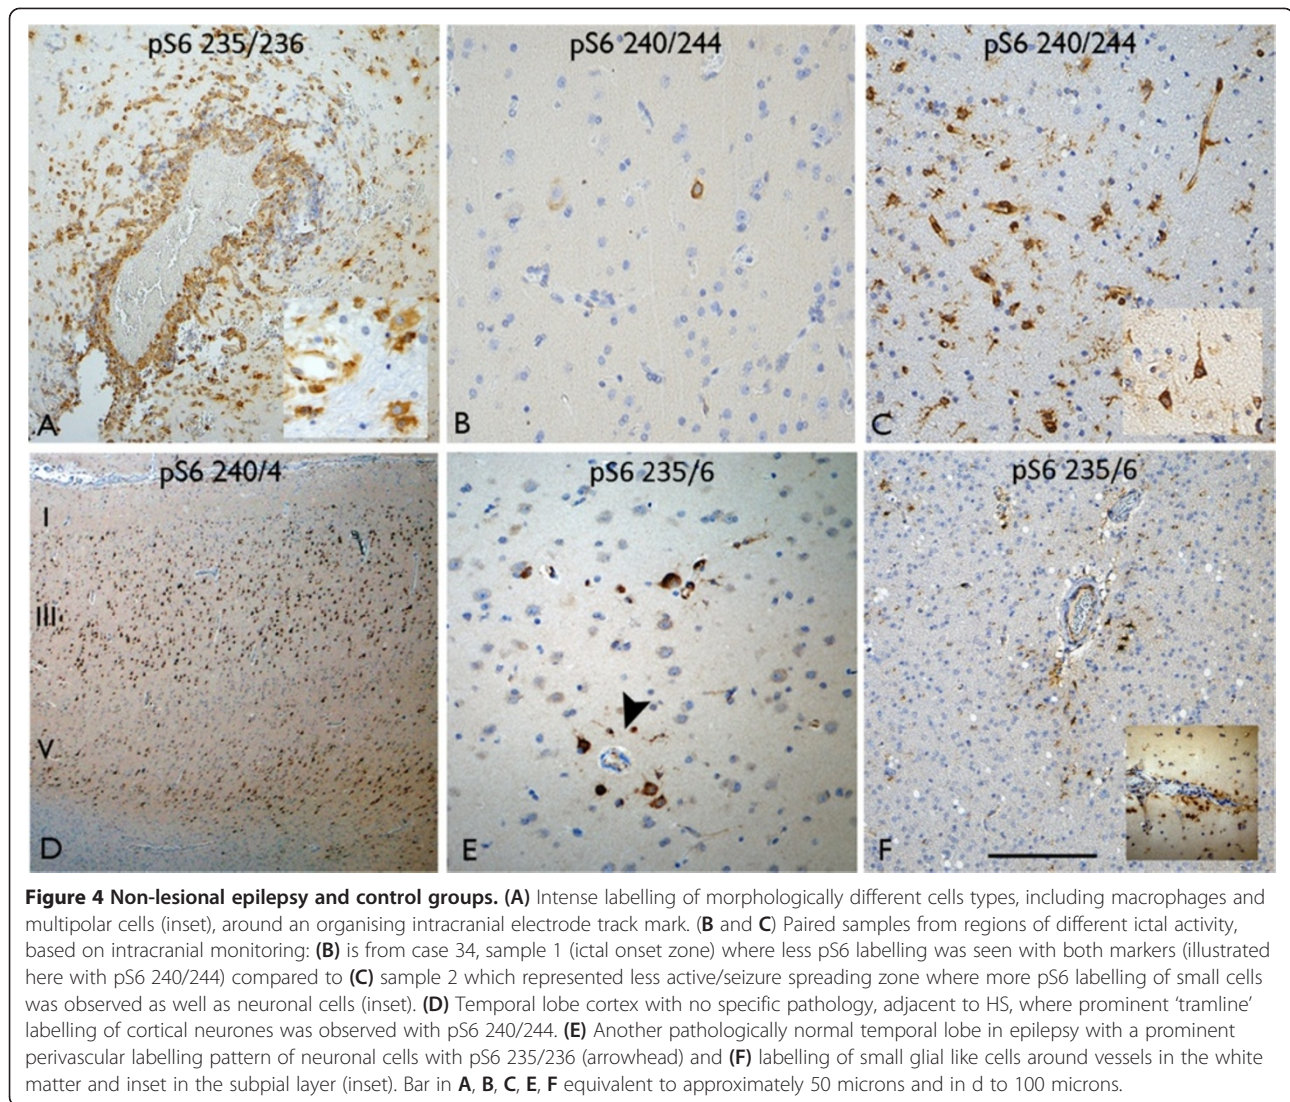 pS6 235/236
pS6 240/244
pS6 240/244
A
B
C
pS6 240/4
pS6 235/6
pS6 235/6
I
III
V
D
E
F
Figure 4 Non-lesional epilepsy and control groups. (A) Intense labelling of morphologically different cells types, including macrophages and
multipolar cells (inset), around an organising intracranial electrode track mark. (B and C) Paired samples from regions of different ictal activity,
based on intracranial monitoring: (B) is from case 34, sample 1 (ictal onset zone) where less pS6 labelling was seen with both markers (illustrated
here with pS6 240/244) compared to (C) sample 2 which represented less active/seizure spreading zone where more pS6 labelling of small cells
was observed as well as neuronal cells (inset). (D) Temporal lobe cortex with no specific pathology, adjacent to HS, where prominent ‘tramline’
labelling of cortical neurones was observed with pS6 240/244. (E) Another pathologically normal temporal lobe in epilepsy with a prominent
perivascular labelling pattern of neuronal cells with pS6 235/236 (arrowhead) and (F) labelling of small glial like cells around vessels in the white
matter and inset in the subpial layer (inset). Bar in A, B, C, E, F equivalent to approximately 50 microns and in d to 100 microns.